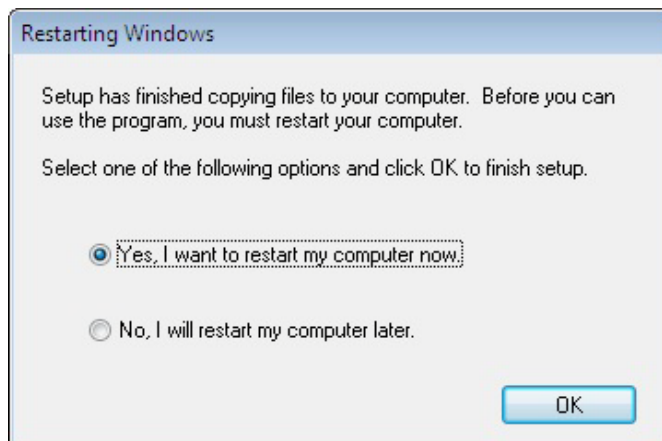 Restarting Windows
Setup has finished copying files to your computer.  Before you can
use the program, you must restart your computer.
Select one of the following options and click OK to finish setup.
Yes, I want to restart my computer now.
No, I will restart my computer later.
OK